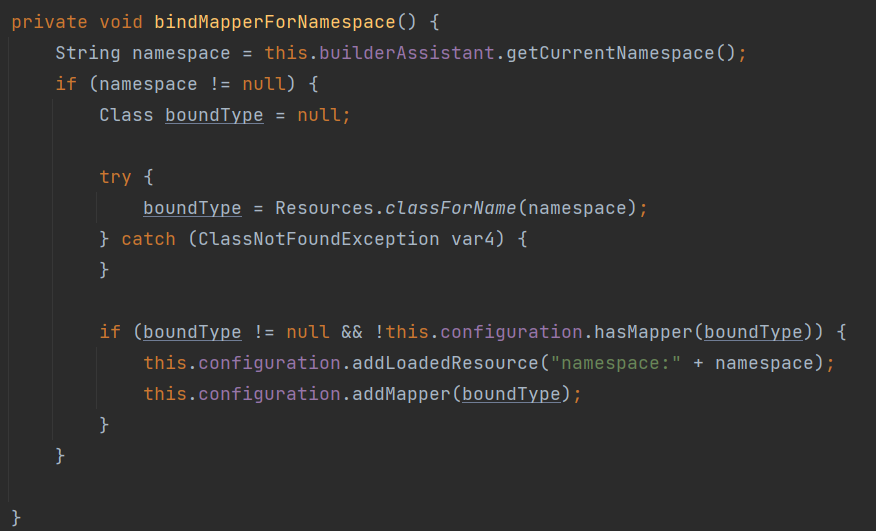 private void bindMapperForNamespace() {
    String namespace = this.builderAssistant.getCurrentNamespace();
    if (namespace != null) {
        Class boundType = null;

        try {
            boundType = Resources.classForName(namespace);
        } catch (ClassNotFoundException var4) {
        }

        if (boundType != null && !this.configuration.hasMapper(boundType)) {
            this.configuration.addLoadedResource("namespace:" + namespace);
            this.configuration.addMapper(boundType);
        }
    }

}